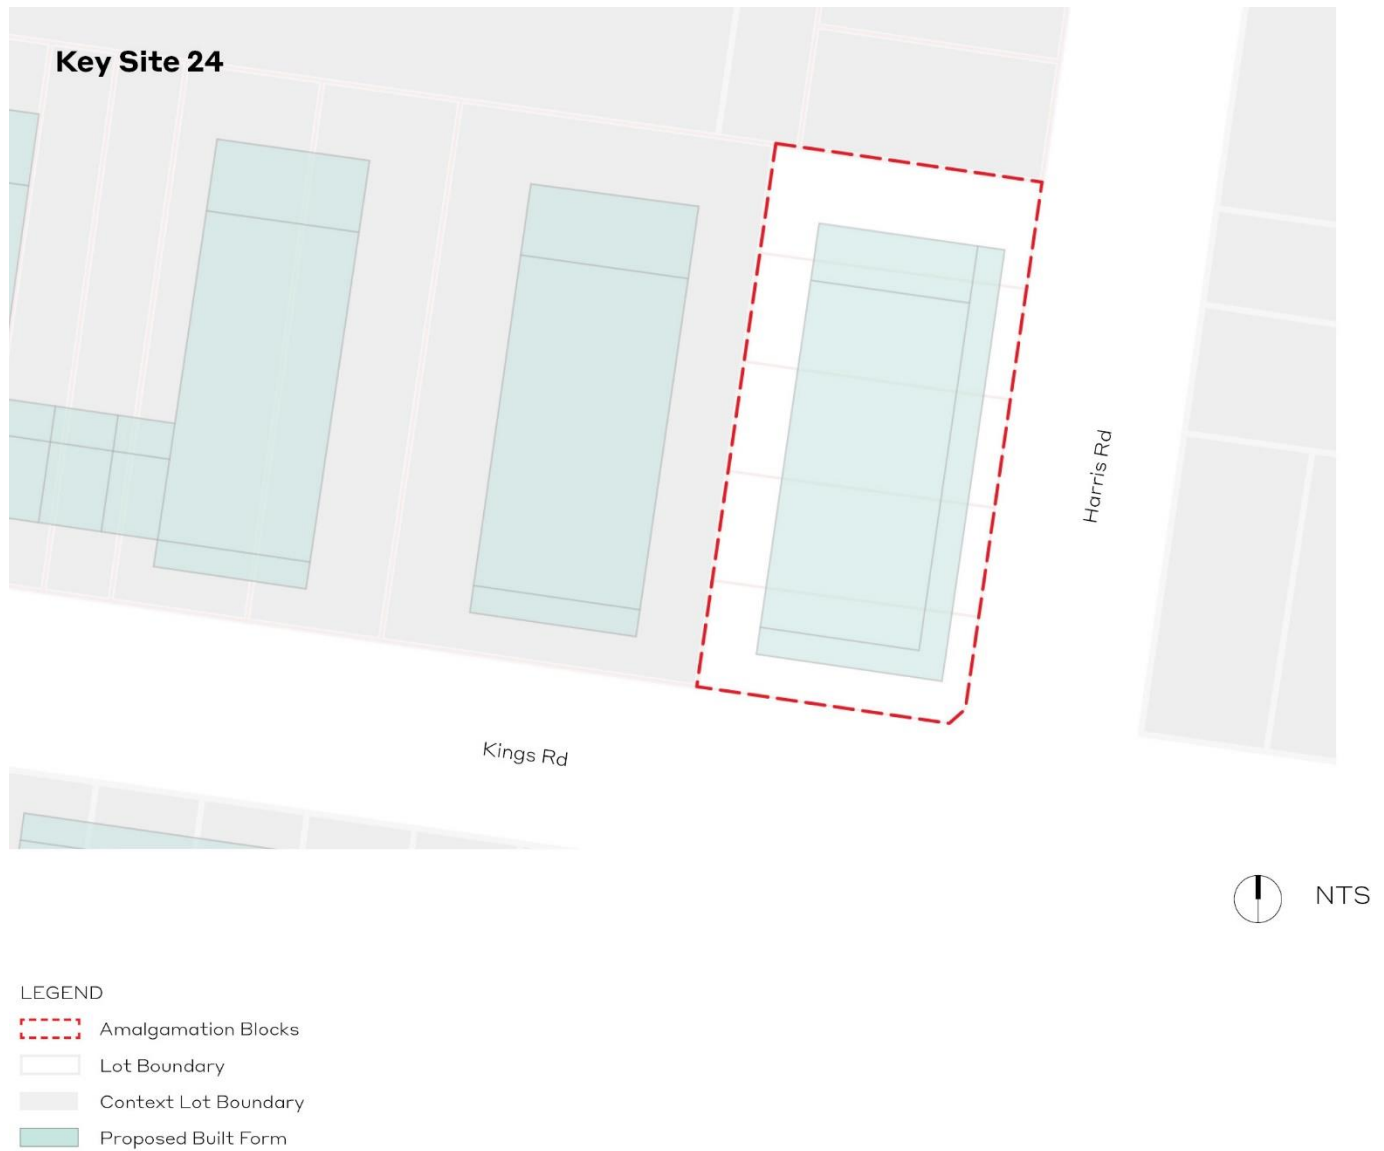 Key Site 24
Harris Rd
Kings Rd
NTS
LEGEND
Amalgamation Blocks
Lot Boundary
Context Lot Boundary
Proposed Built Form